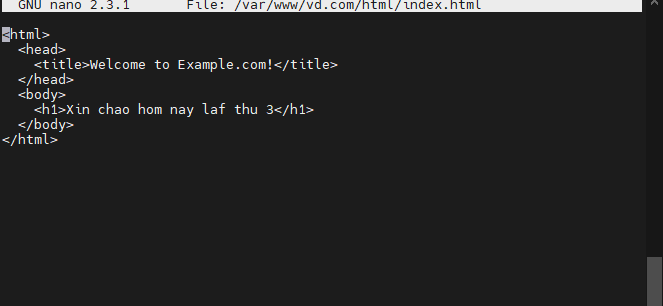 GNU nano 2.3.1 File: /var/www/vd.com/html/index.html
<html>
<head>
<title>Welcome to Example.com!</title>
</head>
<body>
<h1>Xin chao hom nay laf thu 3</h1>
</body>
</html>